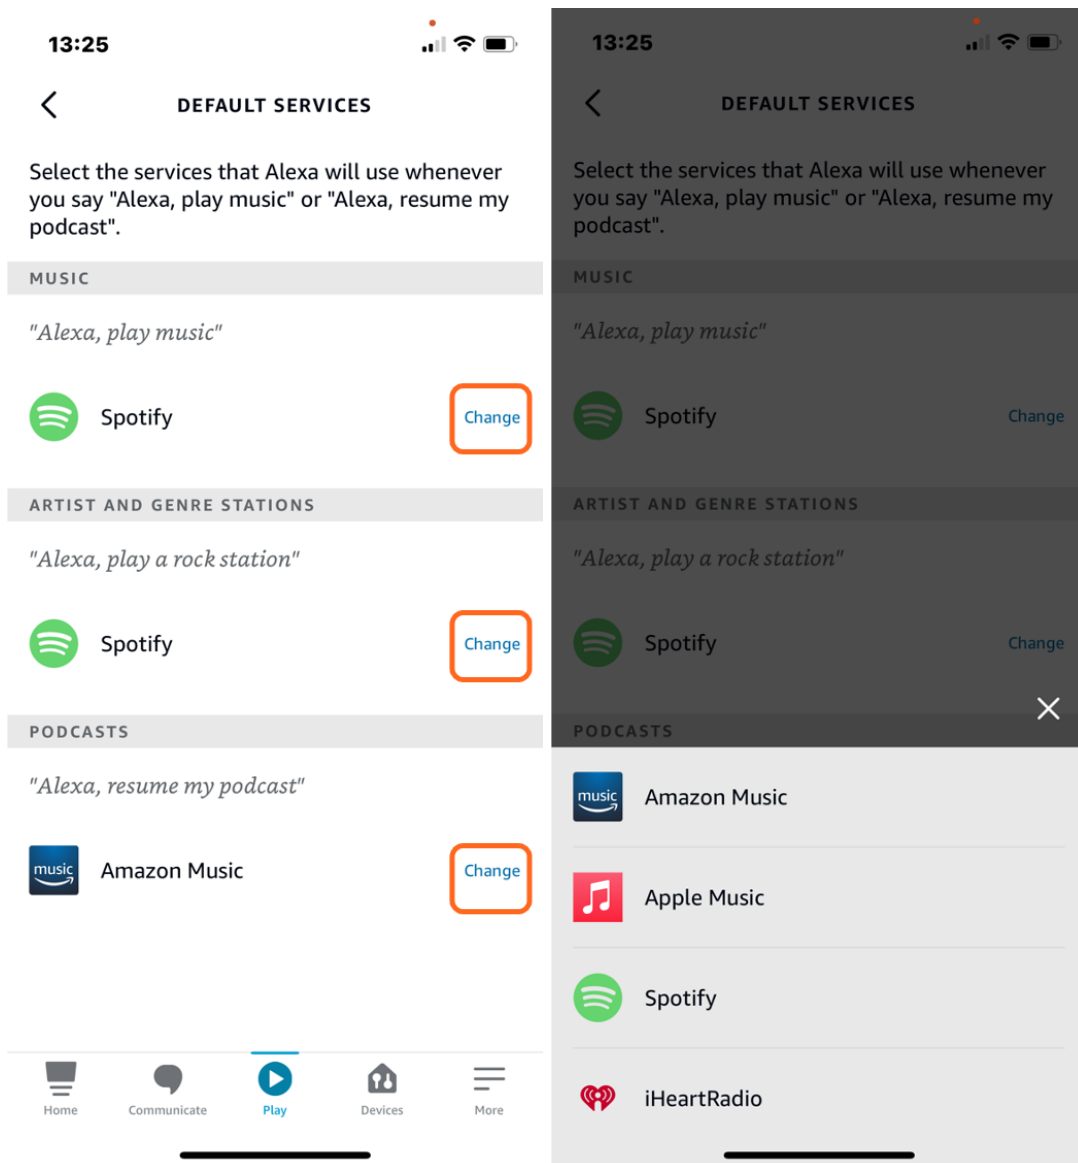 13:25
DEFAULT SERVICES
Select the services that Alexa will use whenever
you say "Alexa, play music" or "Alexa, resume my
podcast".
MUSIC
"Alexa, play music"
Spotify
Change
ARTIST AND GENRE STATIONS
"Alexa, play a rock station"
Spotify
Change
PODCASTS
"Alexa, resume my podcast"
music
Amazon Music
Change
Home
Communicate
Play
Devices
More
13:25
DEFAULT SERVICES
Select the services that Alexa will use whenever
you say "Alexa, play music" or "Alexa, resume my
podcast".
MUSIC
"Alexa, play music"
Spotify
Change
ARTIST AND GENRE STATIONS
"Alexa, play a rock station"
Spotify
Change
PODCASTS
music
Amazon Music
Apple Music
Spotify
iHeartRadio